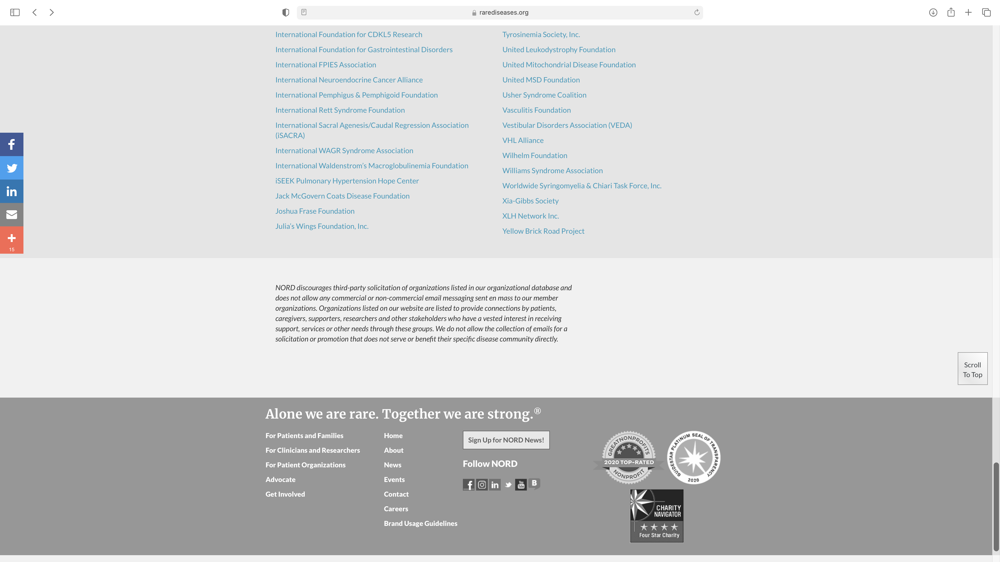 rarediseases.org
International Foundation for CDKL5 Research
International Foundation for Gastrointestinal Disorders
International FPIES Association
International Neuroendocrine Cancer Alliance
International Pemphigus & Pemphigoid Foundation
International Rett Syndrome Foundation
International Sacral Agenesis/Caudal Regression Association
(iSACRA)
International WAGR Syndrome Association
International Waldenstrom’s Macroglobulinemia Foundation
iSEEK Pulmonary Hypertension Hope Center
Jack McGovern Coats Disease Foundation
Joshua Frase Foundation
Julia’s Wings Foundation, Inc.
Tyrosinemia Society, Inc.
United Leukodystrophy Foundation
United Mitochondrial Disease Foundation
United MSD Foundation
Usher Syndrome Coalition
Vasculitis Foundation
Vestibular Disorders Association (VEDA)
VHL Alliance
Wilhelm Foundation
Williams Syndrome Association
Worldwide Syringomyelia & Chiari Task Force, Inc.
Xia-Gibbs Society
XLH Network Inc.
Yellow Brick Road Project
15
NORD discourages third-party solicitation of organizations listed in our organizational database and
does not allow any commercial or non-commercial email messaging sent en mass to our member
organizations. Organizations listed on our website are listed to provide connections by patients,
caregivers, supporters, researchers and other stakeholders who have a vested interest in receiving
support, services or other needs through these groups. We do not allow the collection of emails for a
solicitation or promotion that does not serve or benefit their specific disease community directly.
Scroll
To Top
Alone we are rare. Together we are strong.®
For Patients and Families
For Clinicians and Researchers
For Patient Organizations
Advocate
Get Involved
Home
About
News
Events
Contact
Careers
Brand Usage Guidelines
Sign Up for NORD News!
Follow NORD
You
Tube
B
GREATNONPROFITS
2020 TOP-RATED
NONPROFIT
GUIDESTAR PLATINUM SEAL OF TRANSPARENCY
2020
CHARITY
NAVIGATOR
Four Star Charity